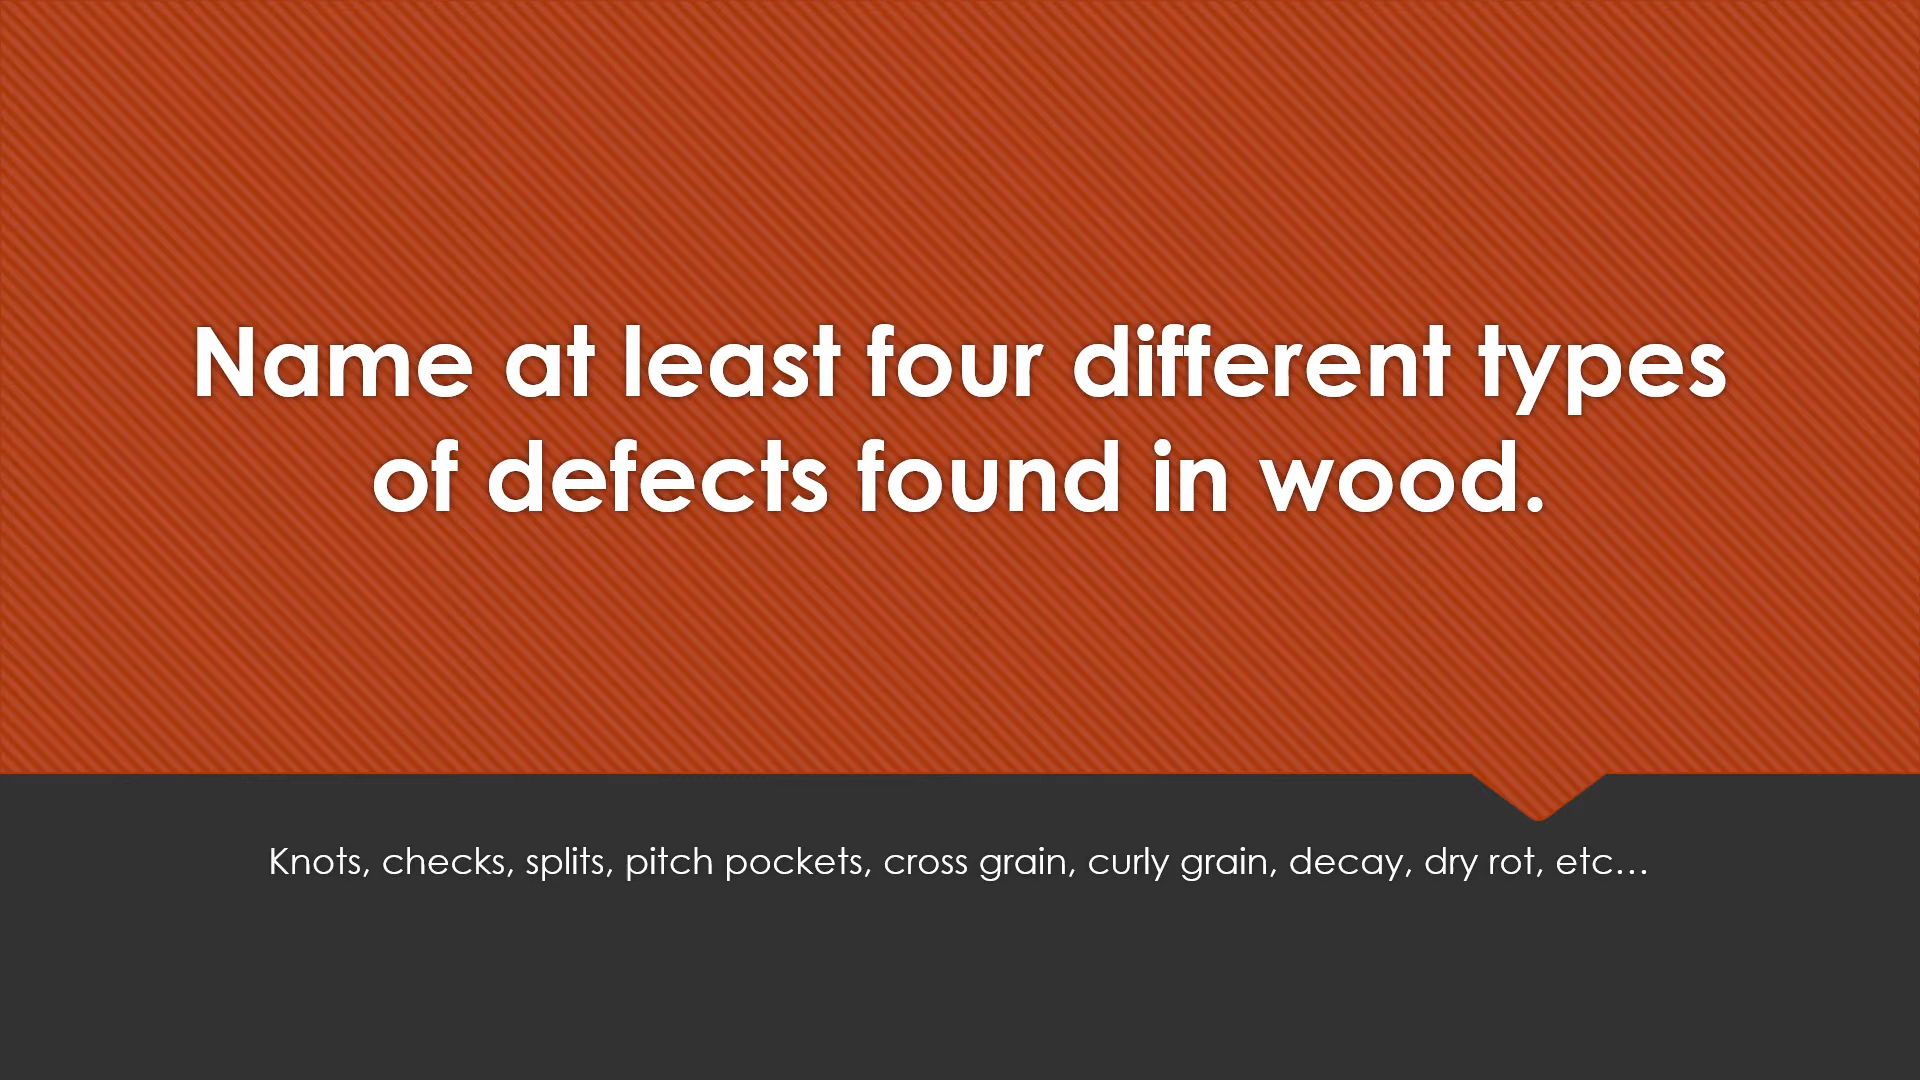 Name at least four different types
of defects found in wood.
Knots, checks, splits, pitch pockets, cross grain, curly grain, decay, dry rot, etc…